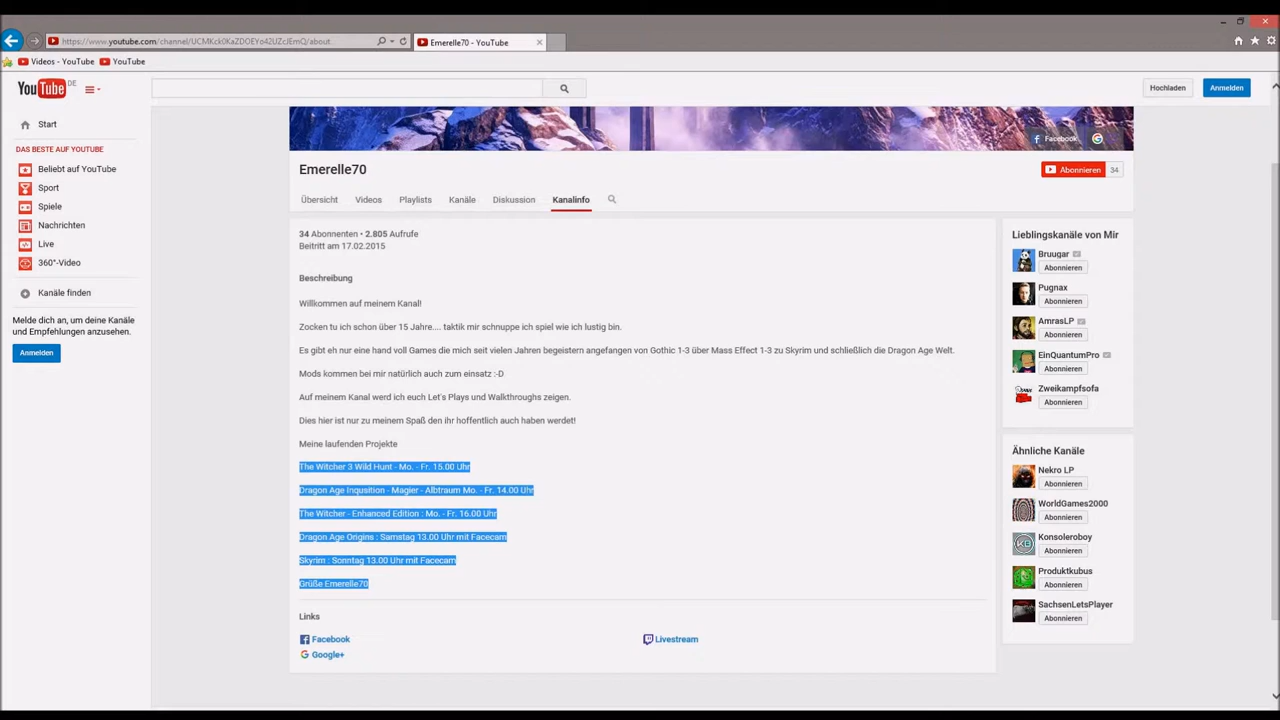 https://www.youtube.com/channel/UCMKck0KaZDOEYo42UZcJEmQ/about
Emerelle70 - YouTube
Videos - YouTube
YouTube
YouTube DE
Hochladen
Anmelden
Start
DAS BESTE AUF YOUTUBE
Beliebt auf YouTube
Sport
Spiele
Nachrichten
Live
360°-Video
Kanäle finden
Melde dich an, um deine Kanäle
und Empfehlungen anzusehen.
Anmelden
Facebook
Emerelle70
Abonnieren 34
Übersicht Videos Playlists Kanäle Diskussion Kanalinfo
34 Abonnenten • 2.805 Aufrufe
Beitritt am 17.02.2015
Beschreibung
Willkommen auf meinem Kanal!
Zocken tu ich schon über 15 Jahre.... taktik mir schnuppe ich spiel wie ich lustig bin.
Es gibt eh nur eine hand voll Games die mich seit vielen Jahren begeistern angefangen von Gothic 1-3 über Mass Effect 1-3 zu Skyrim und schließlich die Dragon Age Welt.
Mods kommen bei mir natürlich auch zum einsatz :-D
Auf meinem Kanal werd ich euch Let´s Plays und Walkthroughs zeigen.
Dies hier ist nur zu meinem Spaß den ihr hoffentlich auch haben werdet!
Meine laufenden Projekte
The Witcher 3 Wild Hunt - Mo. - Fr. 15.00 Uhr
Dragon Age Inqusition - Magier - Albtraum Mo. - Fr. 14.00 Uhr
The Witcher - Enhanced Edition : Mo. - Fr. 16.00 Uhr
Dragon Age Origins : Samstag 13.00 Uhr mit Facecam
Skyrim : Sonntag 13.00 Uhr mit Facecam
Grüße Emerelle70
Links
Facebook
Livestream
Google+
Lieblingskanäle von Mir
Bruugar
Abonnieren
Pugnax
Abonnieren
AmrasLP
Abonnieren
EinQuantumPro
Abonnieren
Zweikampfsofa
Abonnieren
Ähnliche Kanäle
Nekro LP
Abonnieren
WorldGames2000
Abonnieren
Konsoleroboy
Abonnieren
Produktkubus
Abonnieren
SachsenLetsPlayer
Abonnieren